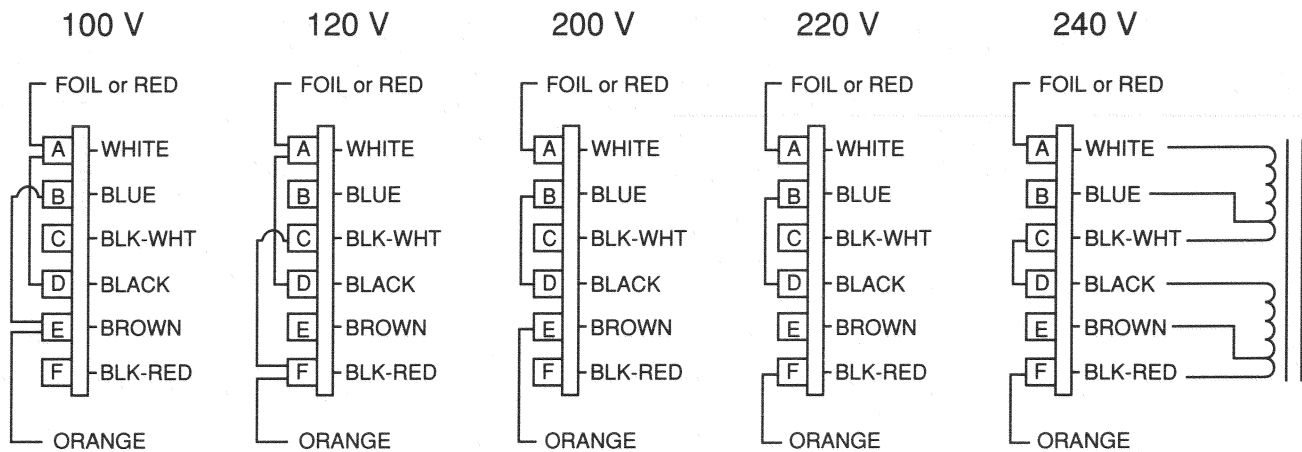 100 V 120 V 200 V 220 V 240 V
FOIL or RED FOIL or RED FOIL or RED FOIL or RED FOIL or RED
A WHITE A WHITE A WHITE A WHITE A WHITE
B BLUE B BLUE B BLUE B BLUE B BLUE
C BLK-WHT C BLK-WHT C BLK-WHT C BLK-WHT C BLK-WHT
D BLACK D BLACK D BLACK D BLACK D BLACK
E BROWN E BROWN E BROWN E BROWN E BROWN
F BLK-RED F BLK-RED F BLK-RED F BLK-RED F BLK-RED
ORANGE ORANGE ORANGE ORANGE ORANGE